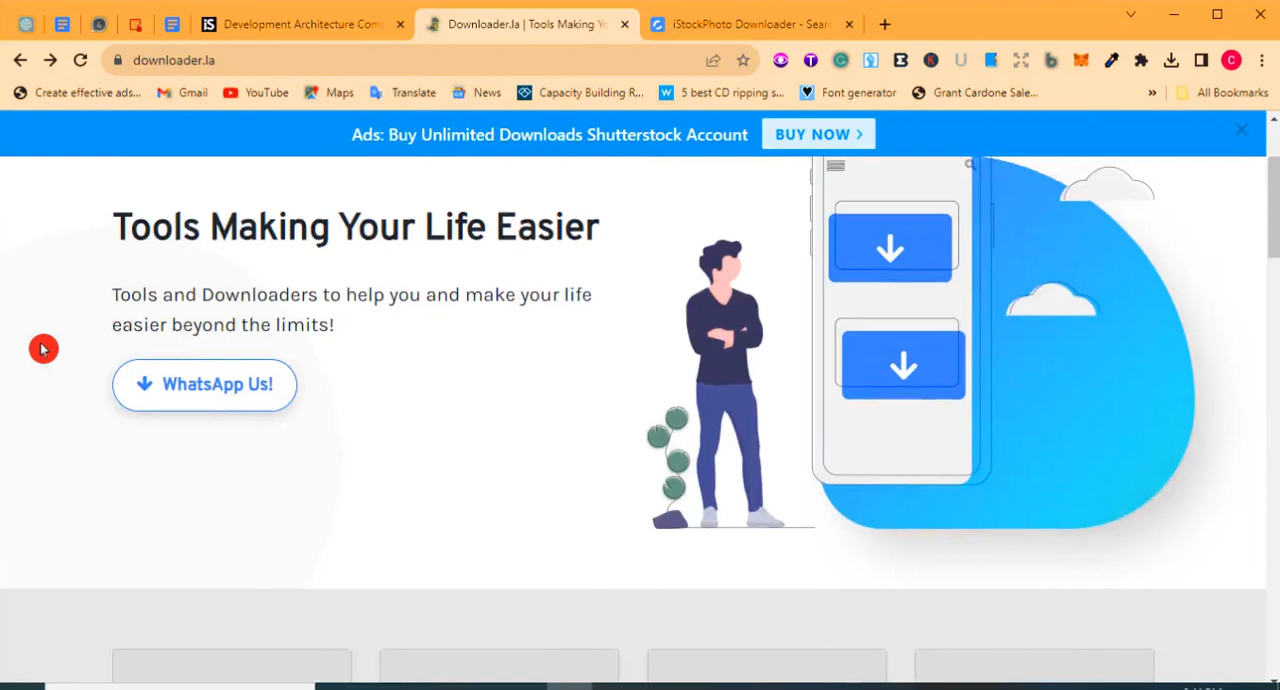 iS Development Architecture Com
Downloader.la | Tools Making Yo
iStockPhoto Downloader - Sear
downloader.la
C
Create effective ads...
Gmail
YouTube
Maps
Translate
News
Capacity Building R...
W 5 best CD ripping s...
Font generator
Grant Cardone Sale...
»
All Bookmarks
Ads: Buy Unlimited Downloads Shutterstock Account
BUY NOW >
Tools Making Your Life Easier
Tools and Downloaders to help you and make your life
easier beyond the limits!
WhatsApp Us!